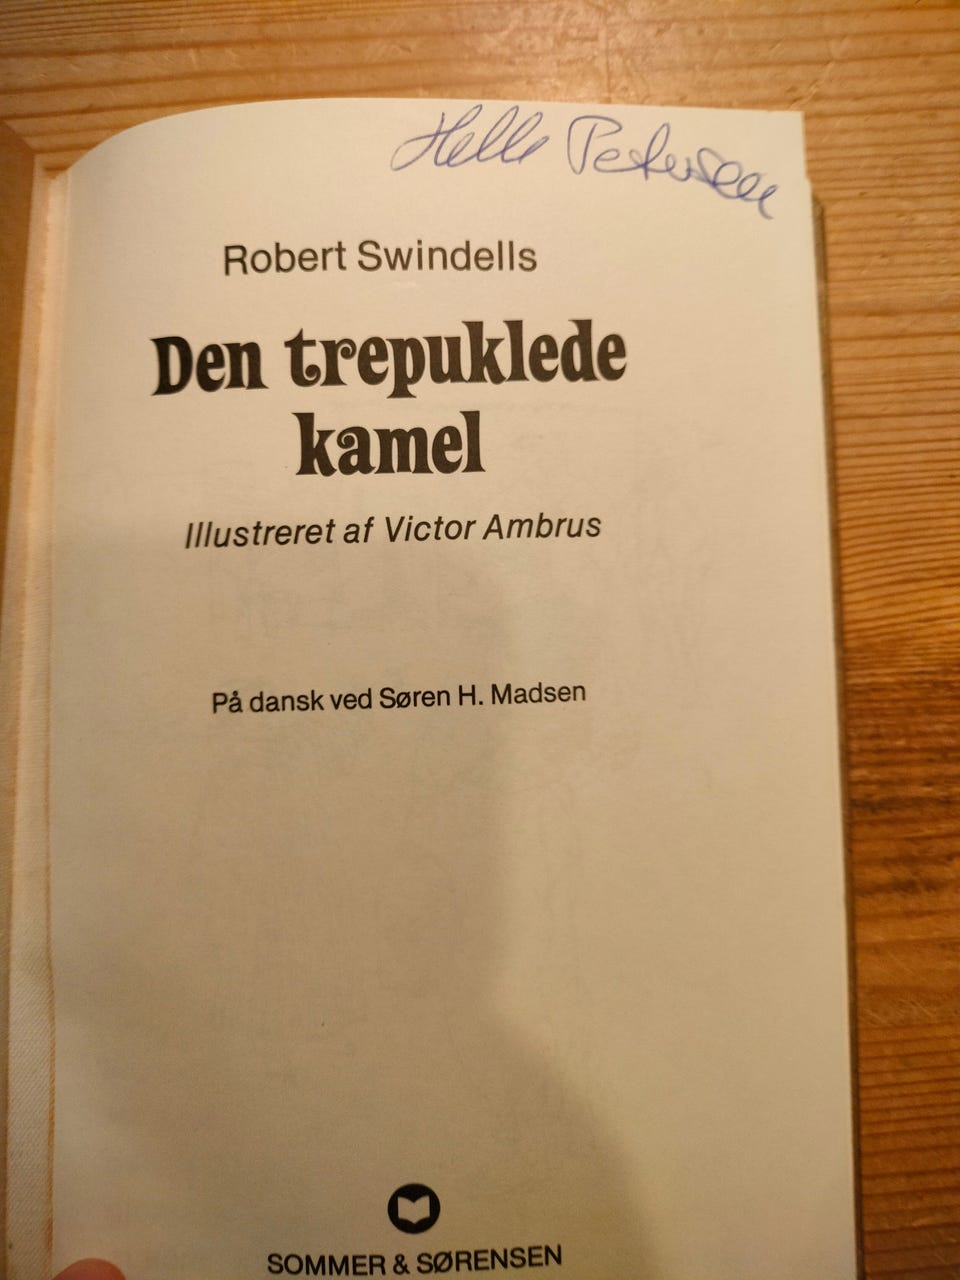 Helle Petersen
Robert Swindells
Den trepuklede
kamel
Illustreret af Victor Ambrus
På dansk ved Søren H. Madsen
SOMMER & SØRENSEN